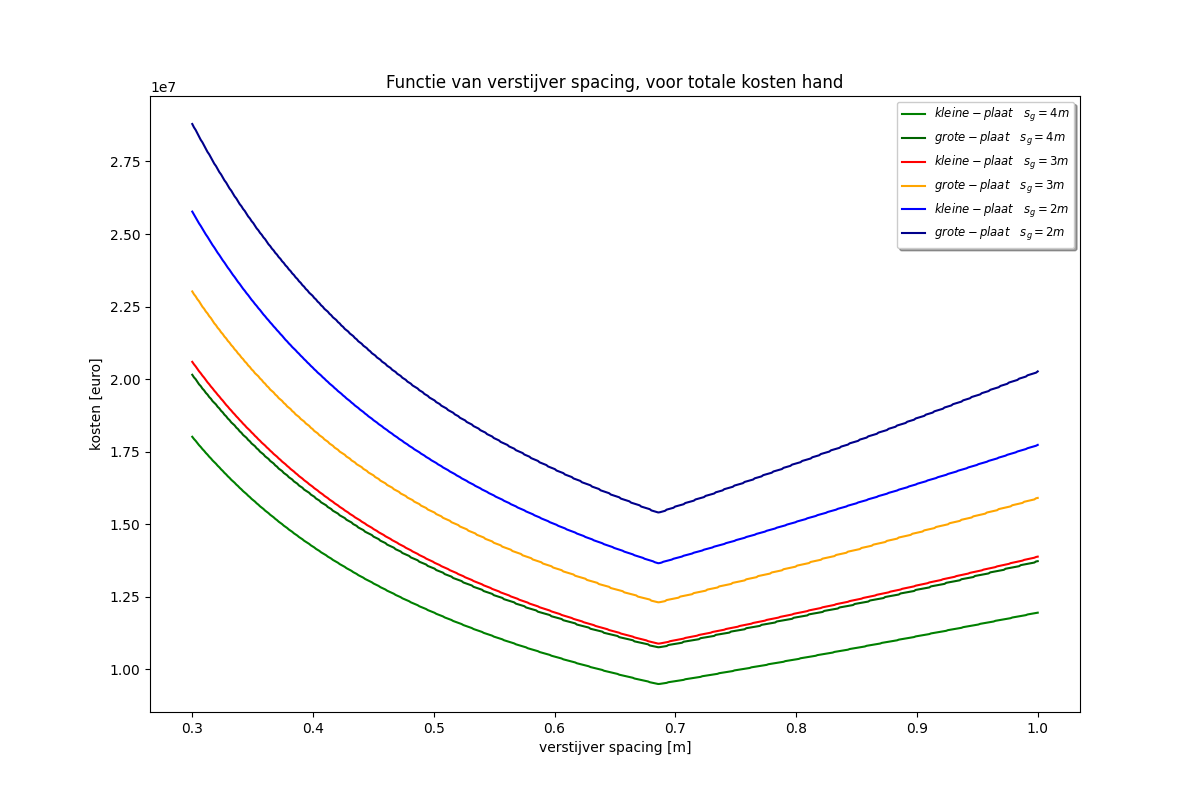 Functie van verstijver spacing, voor totale kosten hand
1e7
kleine − plaat s_g = 4m
grote − plaat s_g = 4m
kleine − plaat s_g = 3m
grote − plaat s_g = 3m
kleine − plaat s_g = 2m
grote − plaat s_g = 2m
2.75
2.50
2.25
2.00
1.75
1.50
1.25
1.00
kosten [euro]
0.3 0.4 0.5 0.6 0.7 0.8 0.9 1.0
verstijver spacing [m]